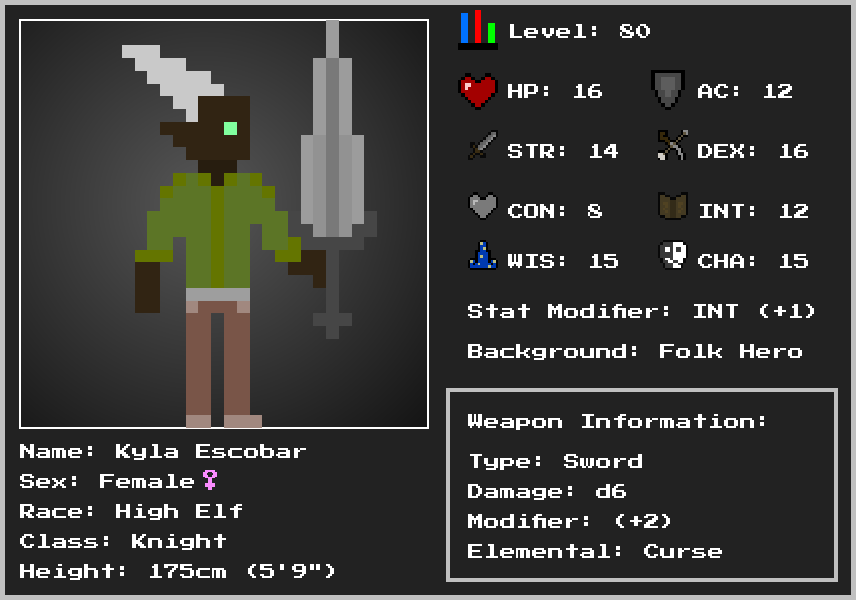 Level: 80
HP: 16
AC: 12
STR: 14
DEX: 16
CON: 8
INT: 12
WIS: 15
CHA: 15
Stat Modifier: INT (+1)
Background: Folk Hero
Weapon Information:
Type: Sword
Damage: d6
Modifier: (+2)
Elemental: Curse
Name: Kyla Escobar
Sex: Female♀
Race: High Elf
Class: Knight
Height: 175cm (5'9")